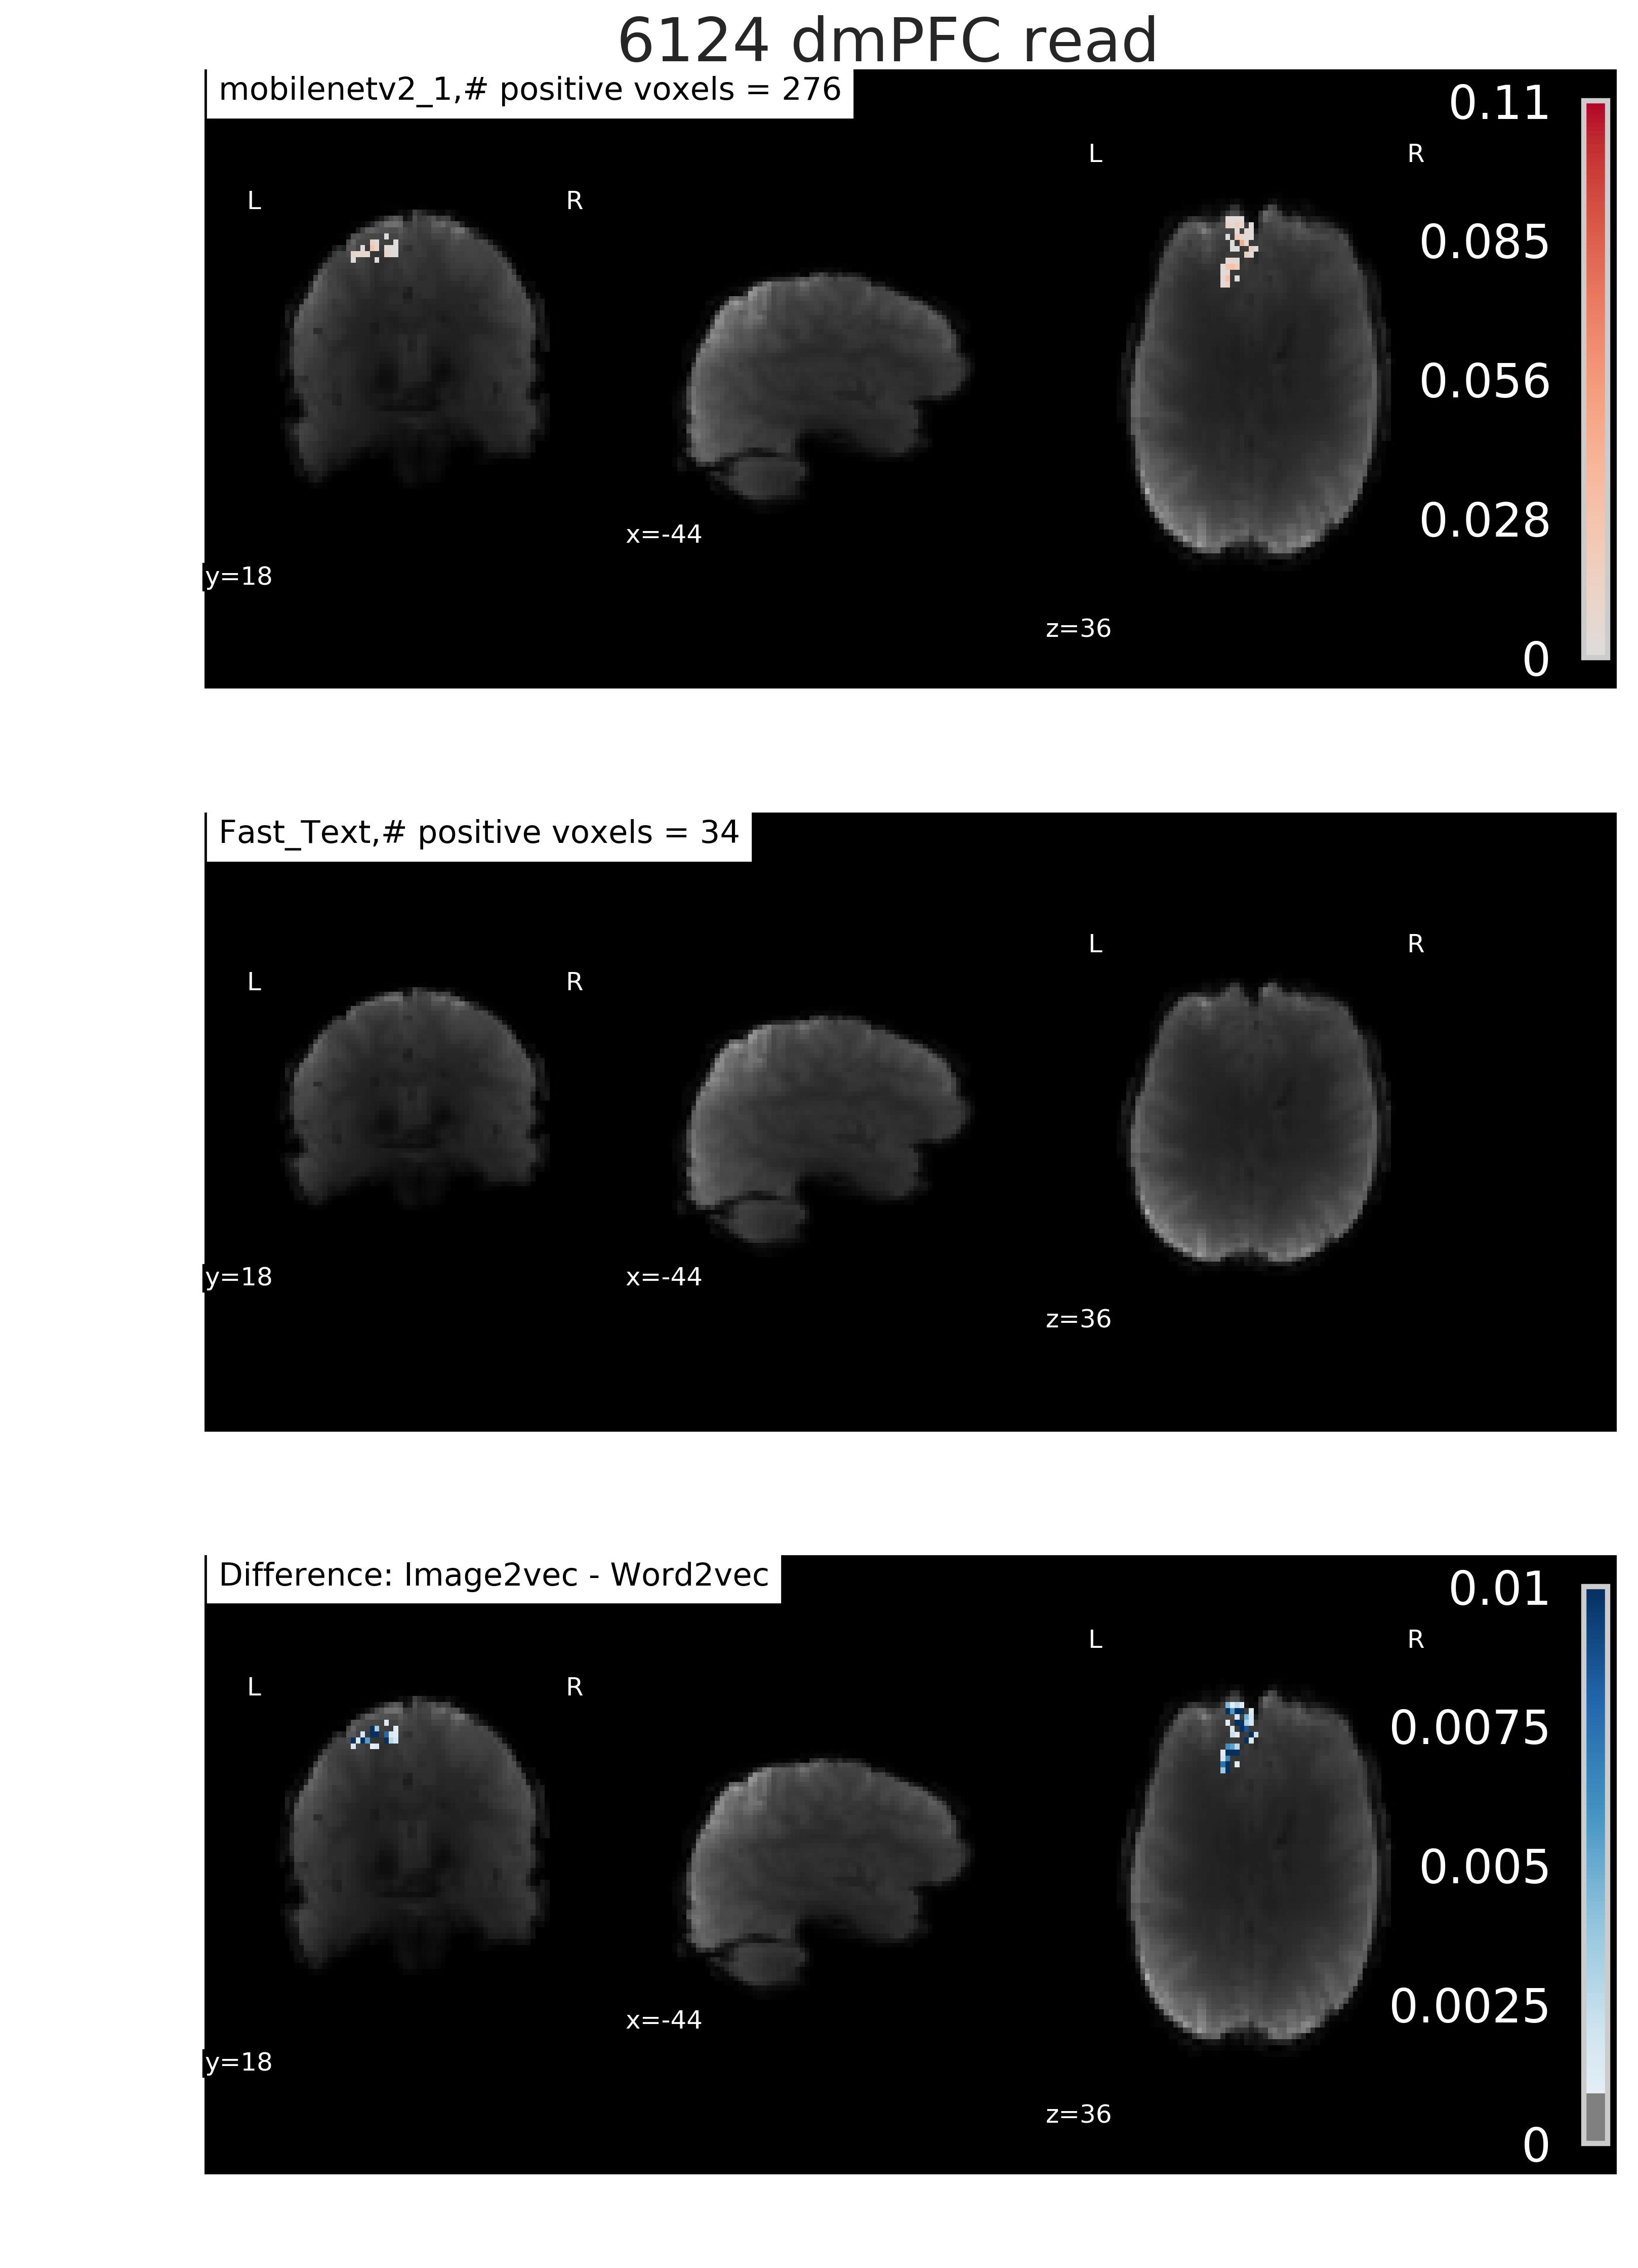 6124 dmPFC read
mobilenetv2_1,# positive voxels = 276
0.11
L R
L R
0.085
0.056
0.028
x=-44
y=18
z=36
0
Fast_Text,# positive voxels = 34
L R
L R
y=18
x=-44
z=36
Difference: Image2vec - Word2vec
0.01
L R
L R
0.0075
0.005
0.0025
x=-44
y=18
z=36
0